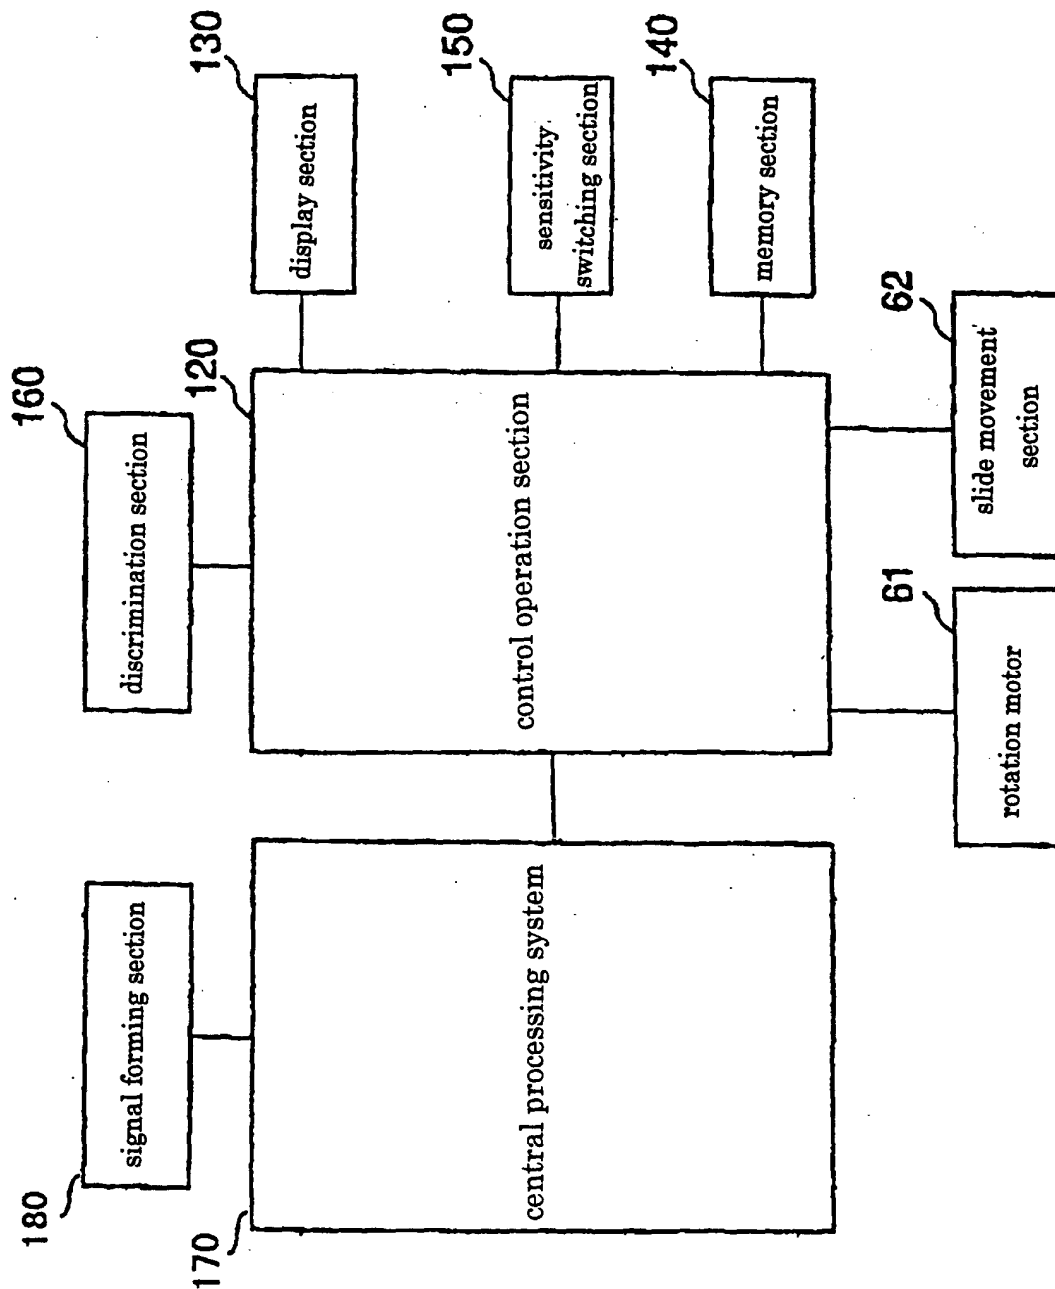 180
signal forming section
160
discrimination section
170
central processing system
120
control operation section
130
display section
150
sensitivity
switching section
140
memory section
61
rotation motor
62
slide movement
section